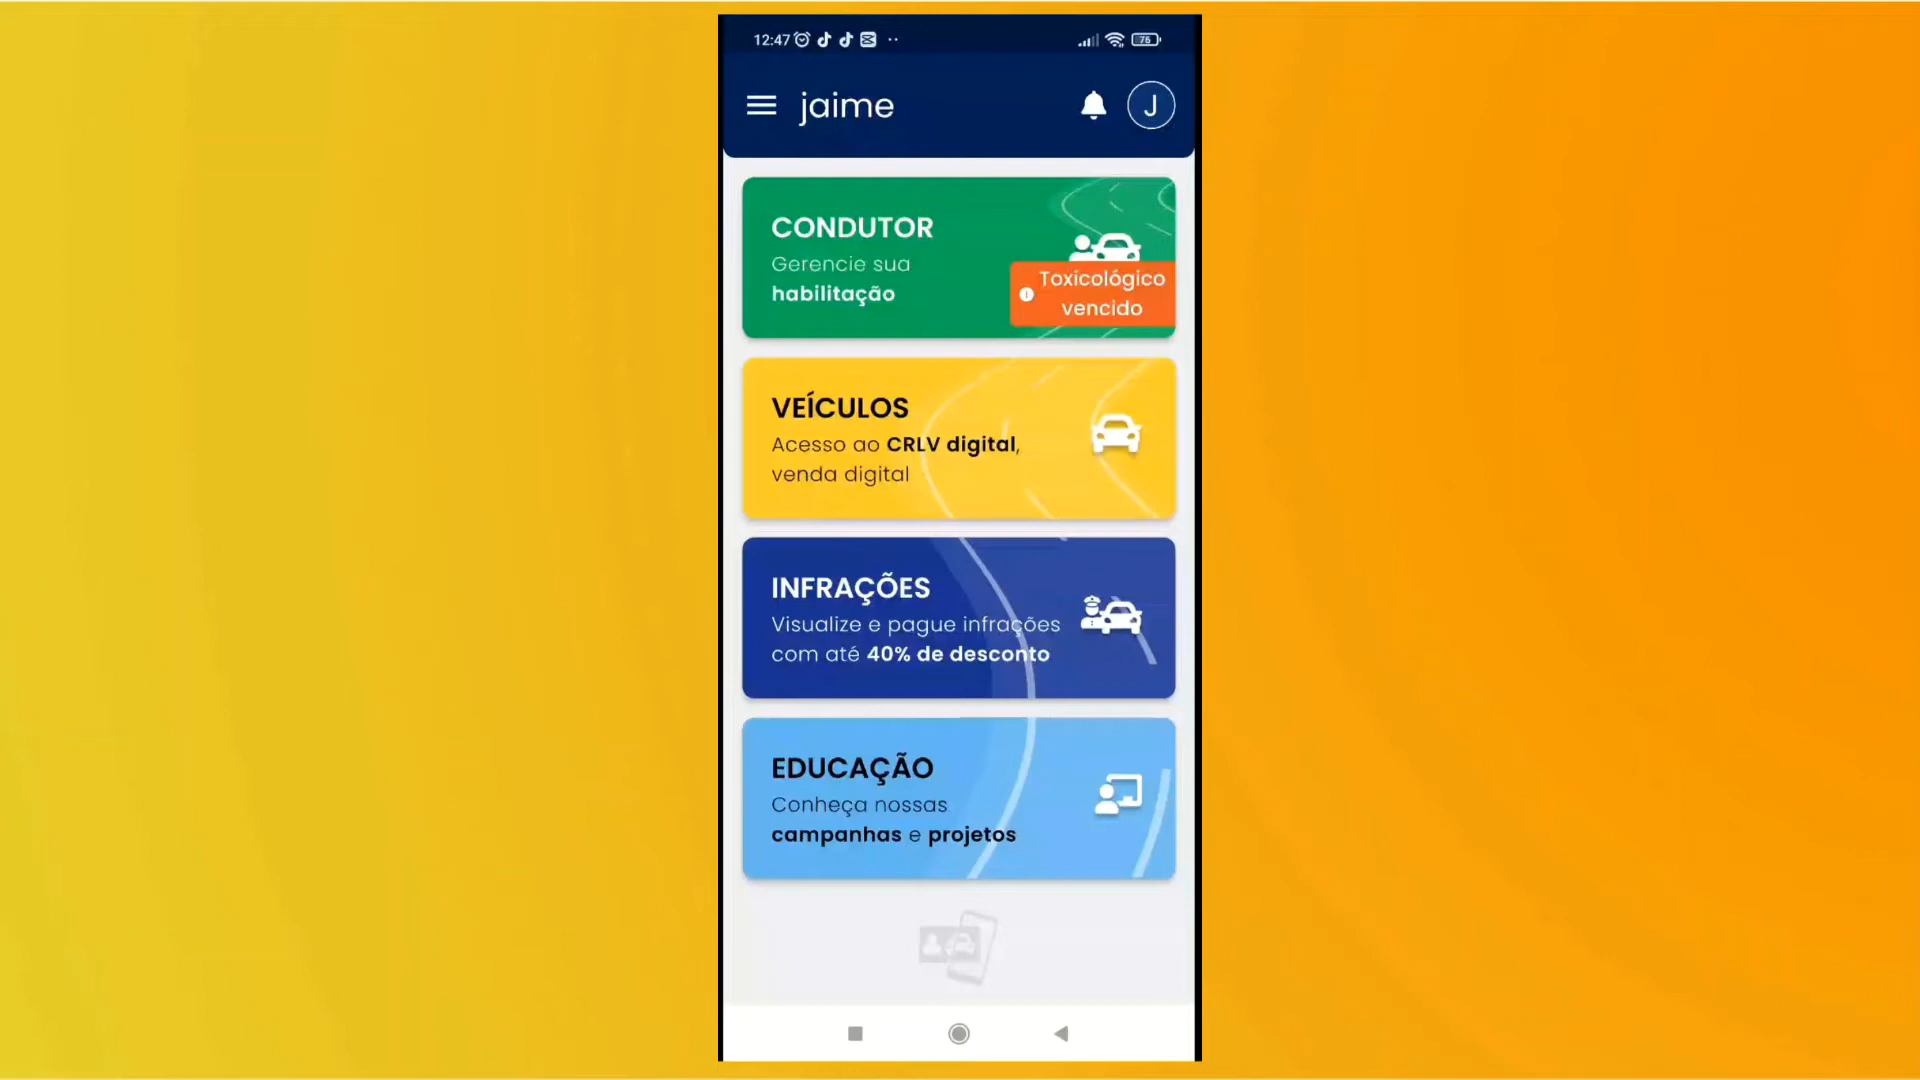 12:47
76
jaime
J
CONDUTOR
Gerencie sua
habilitação
Toxicológico
vencido
VEÍCULOS
Acesso ao CRLV digital,
venda digital
INFRAÇÕES
Visualize e pague infrações
com até 40% de desconto
EDUCAÇÃO
Conheça nossas
campanhas e projetos